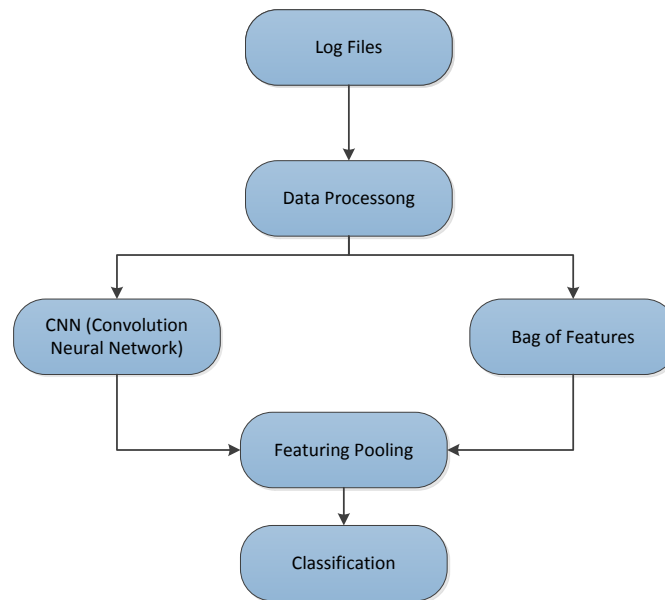 Log Files
Data Processong
CNN (Convolution
Neural Network)
Bag of Features
Featuring Pooling
Classification